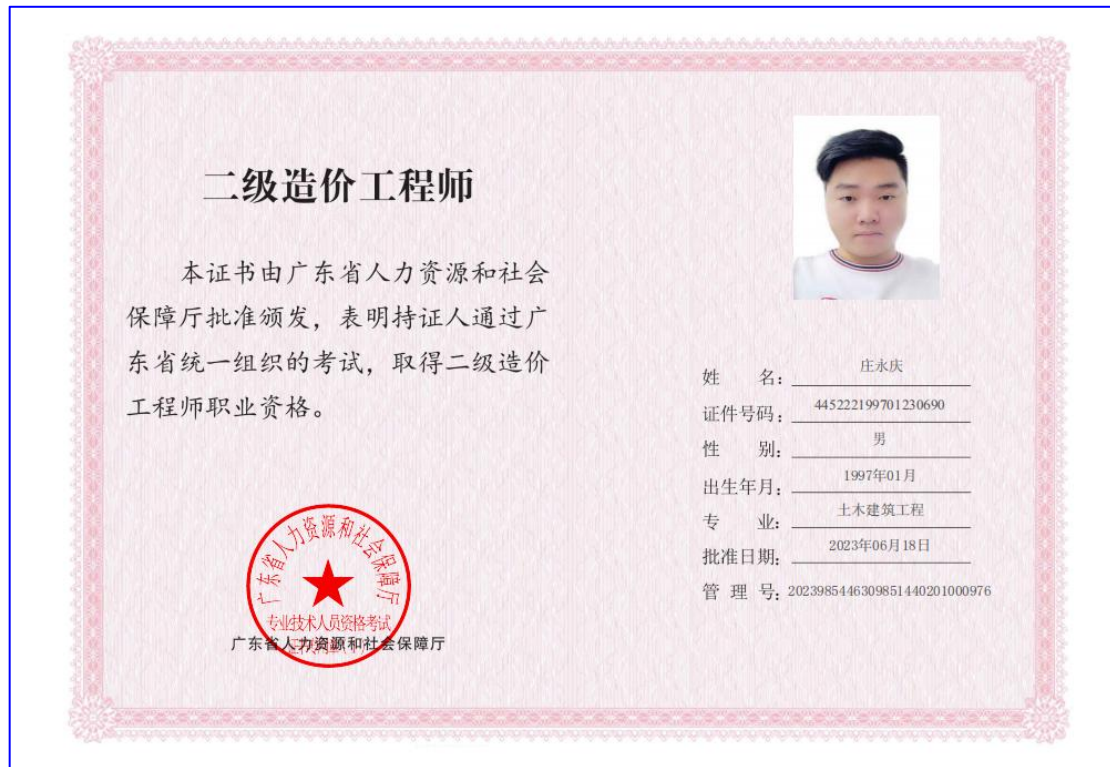 二级造价工程师
本证书由广东省人力资源和社会
保障厅批准颁发，表明持证人通过广
东省统一组织的考试，取得二级造价
工程师职业资格。
广东省人力资源和社会保障厅
专业技术人员资格考试
广东省人力资源和社会保障厅
姓 名：庄永庆
证件号码：445222199701230690
性 别：男
出生年月：1997年01月
专 业：土木建筑工程
批准日期：2023年06月18日
管 理 号：20239854463098514402010​00976